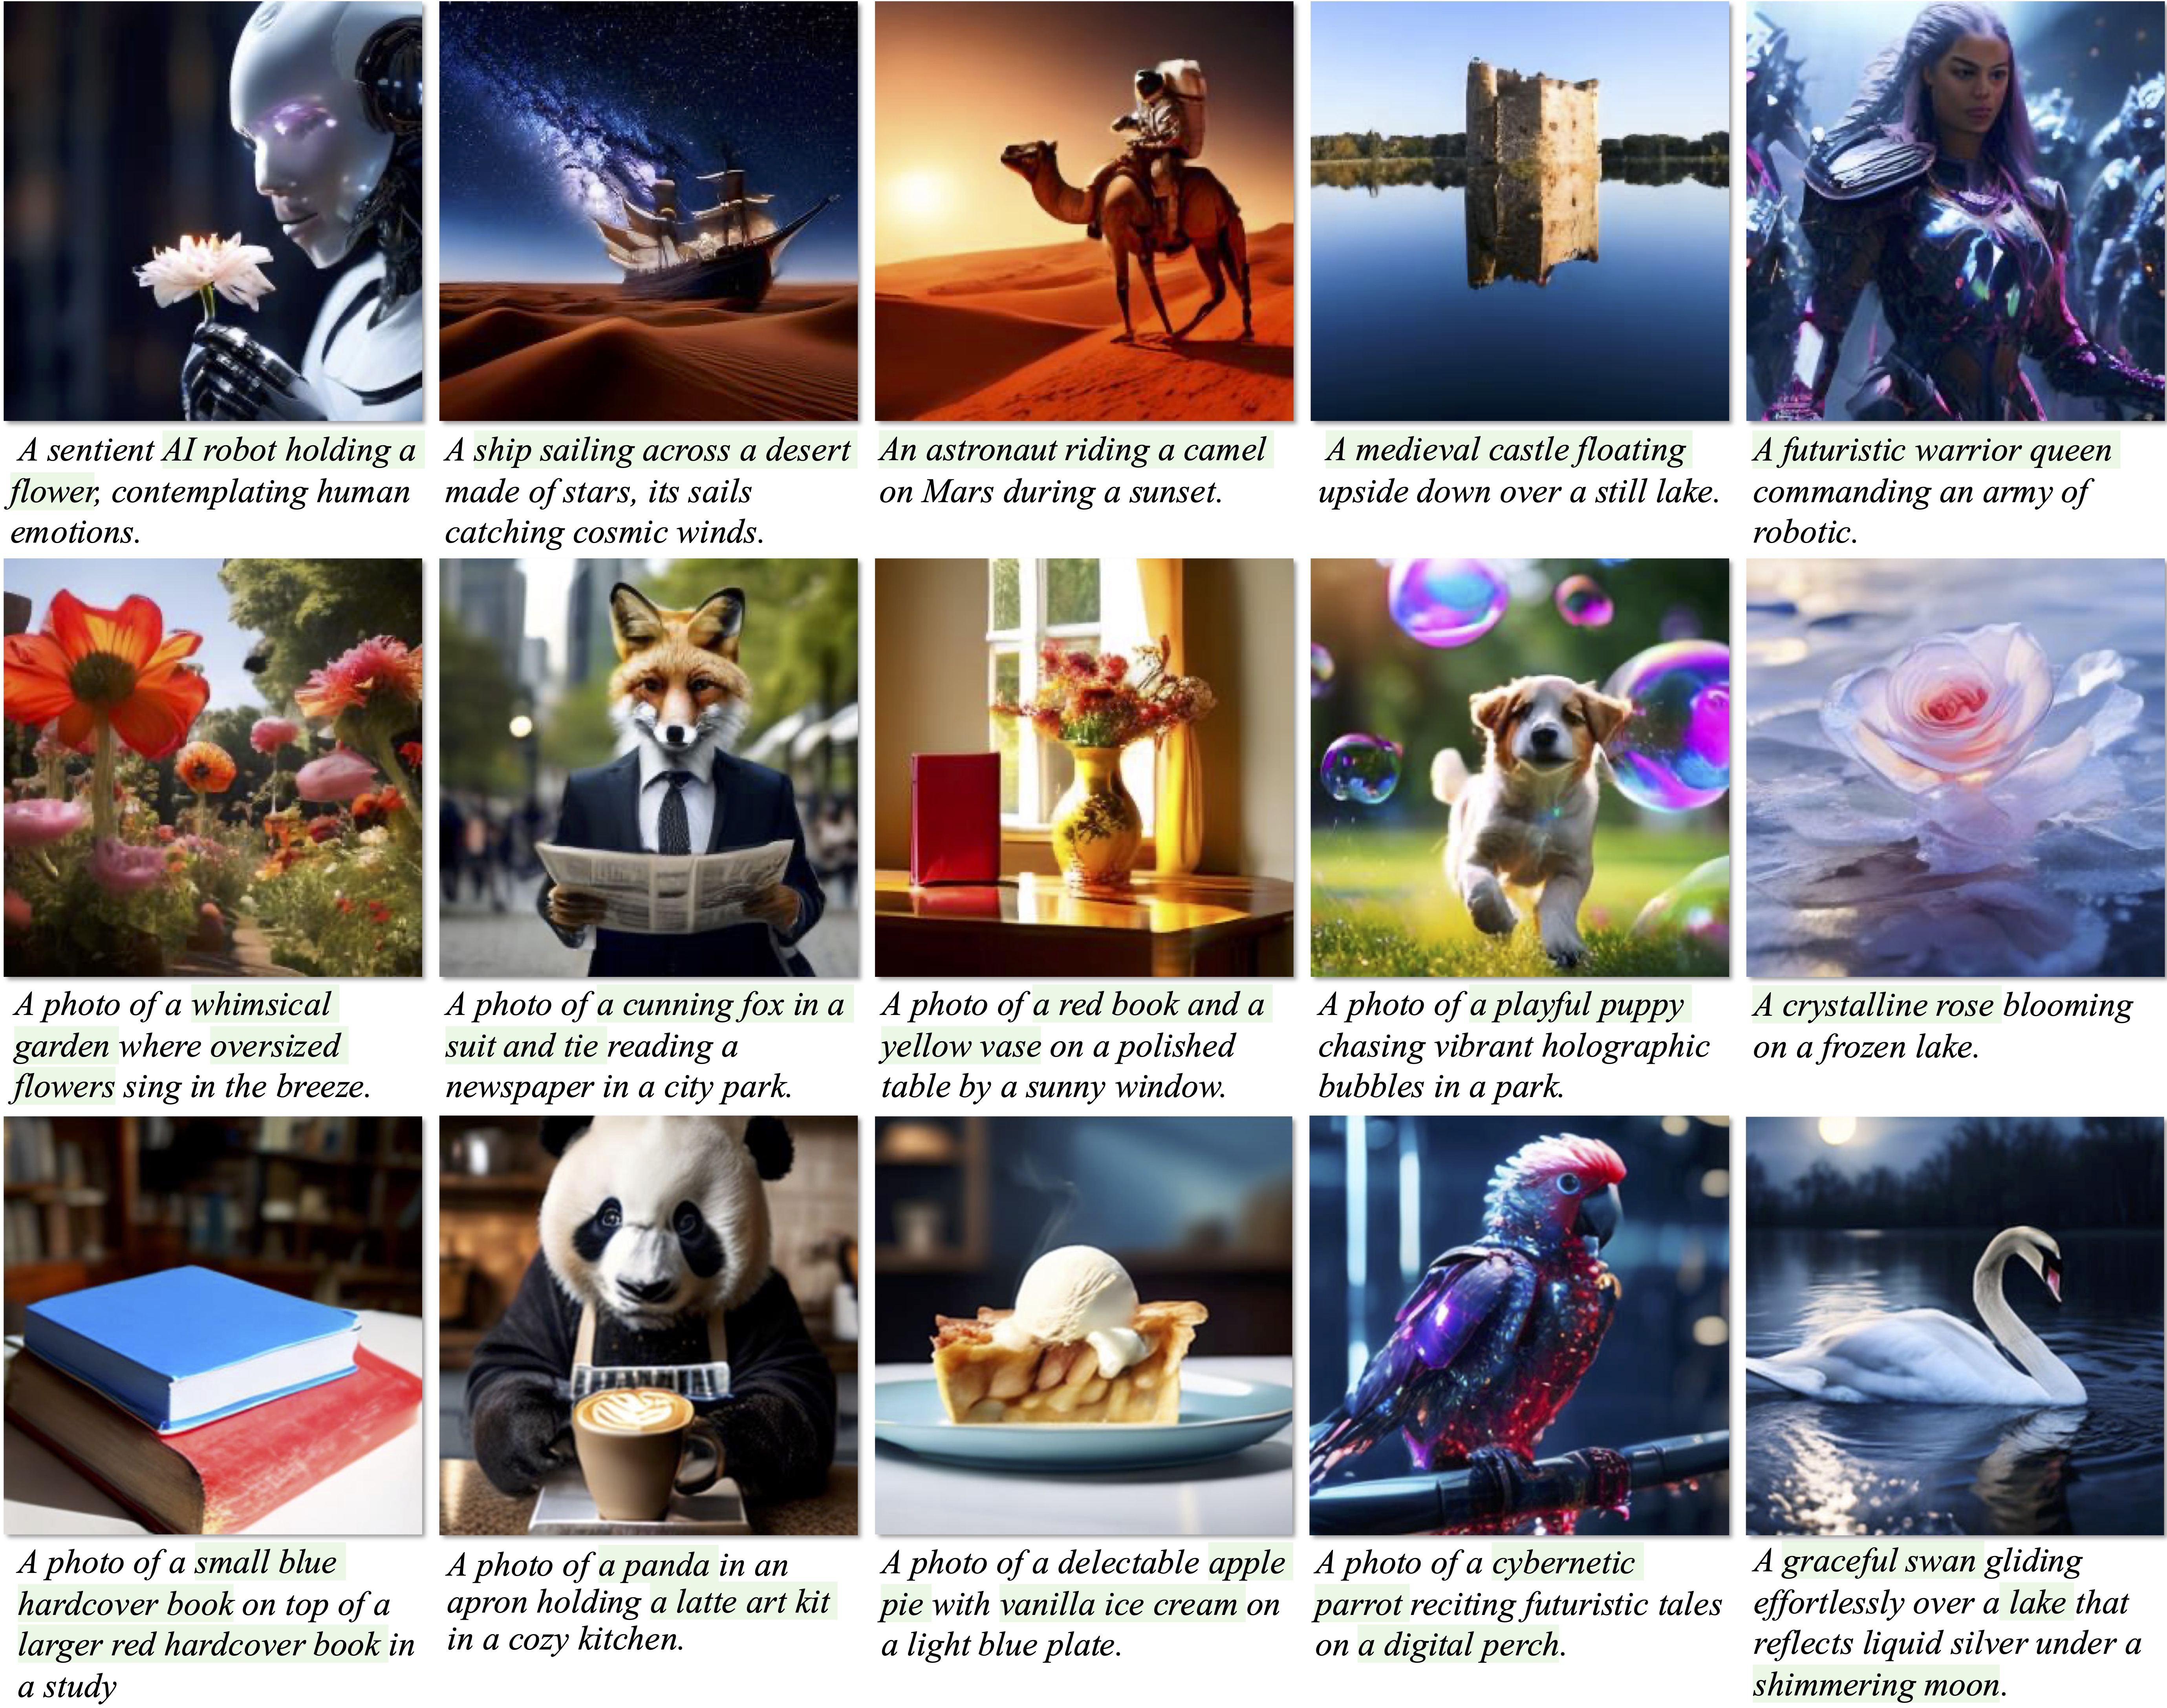 A sentient AI robot holding a
flower, contemplating human
emotions.
A ship sailing across a desert
made of stars, its sails
catching cosmic winds.
An astronaut riding a camel
on Mars during a sunset.
A medieval castle floating
upside down over a still lake.
A futuristic warrior queen
commanding an army of
robotic.
A photo of a whimsical
garden where oversized
flowers sing in the breeze.
A photo of a cunning fox in a
suit and tie reading a
newspaper in a city park.
A photo of a red book and a
yellow vase on a polished
table by a sunny window.
A photo of a playful puppy
chasing vibrant holographic
bubbles in a park.
A crystalline rose blooming
on a frozen lake.
A photo of a small blue
hardcover book on top of a
larger red hardcover book in
a study
A photo of a panda in an
apron holding a latte art kit
in a cozy kitchen.
A photo of a delectable apple
pie with vanilla ice cream on
a light blue plate.
A photo of a cybernetic
parrot reciting futuristic tales
on a digital perch.
A graceful swan gliding
effortlessly over a lake that
reflects liquid silver under a
shimmering moon.